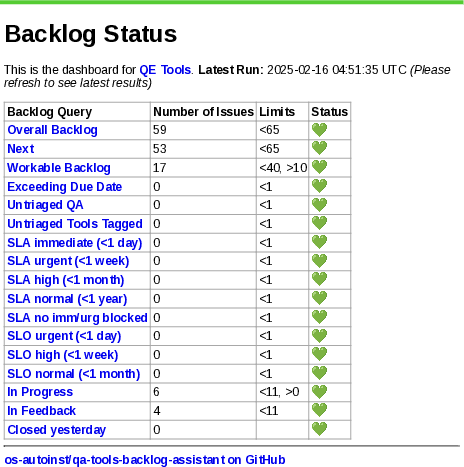 Backlog Status
This is the dashboard for QE Tools. Latest Run: 2025-02-16 04:51:35 UTC (Please
refresh to see latest results)
Backlog Query Number of Issues Limits Status
Overall Backlog 59 <65 💚
Next 53 <65 💚
Workable Backlog 17 <40, >10 💚
Exceeding Due Date 0 <1 💚
Untriaged QA 0 <1 💚
Untriaged Tools Tagged 0 <1 💚
SLA immediate (<1 day) 0 <1 💚
SLA urgent (<1 week) 0 <1 💚
SLA high (<1 month) 0 <1 💚
SLA normal (<1 year) 0 <1 💚
SLA no imm/urg blocked 0 <1 💚
SLO urgent (<1 day) 0 <1 💚
SLO high (<1 week) 0 <1 💚
SLO normal (<1 month) 0 <1 💚
In Progress 6 <11, >0 💚
In Feedback 4 <11 💚
Closed yesterday 0 💚
os-autoinst/qa-tools-backlog-assistant on GitHub